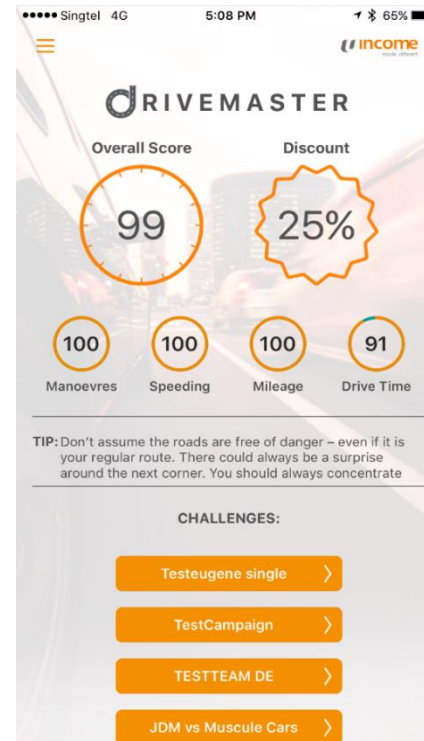 Singtel 4G 5:08 PM 65%
income
made different
DRIVEMASTER
Overall Score Discount
99 25%
100 100 100 91
Manoevres Speeding Mileage Drive Time
TIP: Don't assume the roads are free of danger – even if it is
your regular route. There could always be a surprise
around the next corner. You should always concentrate
CHALLENGES:
Testeugene single
TestCampaign
TESTTEAM DE
JDM vs Muscule Cars